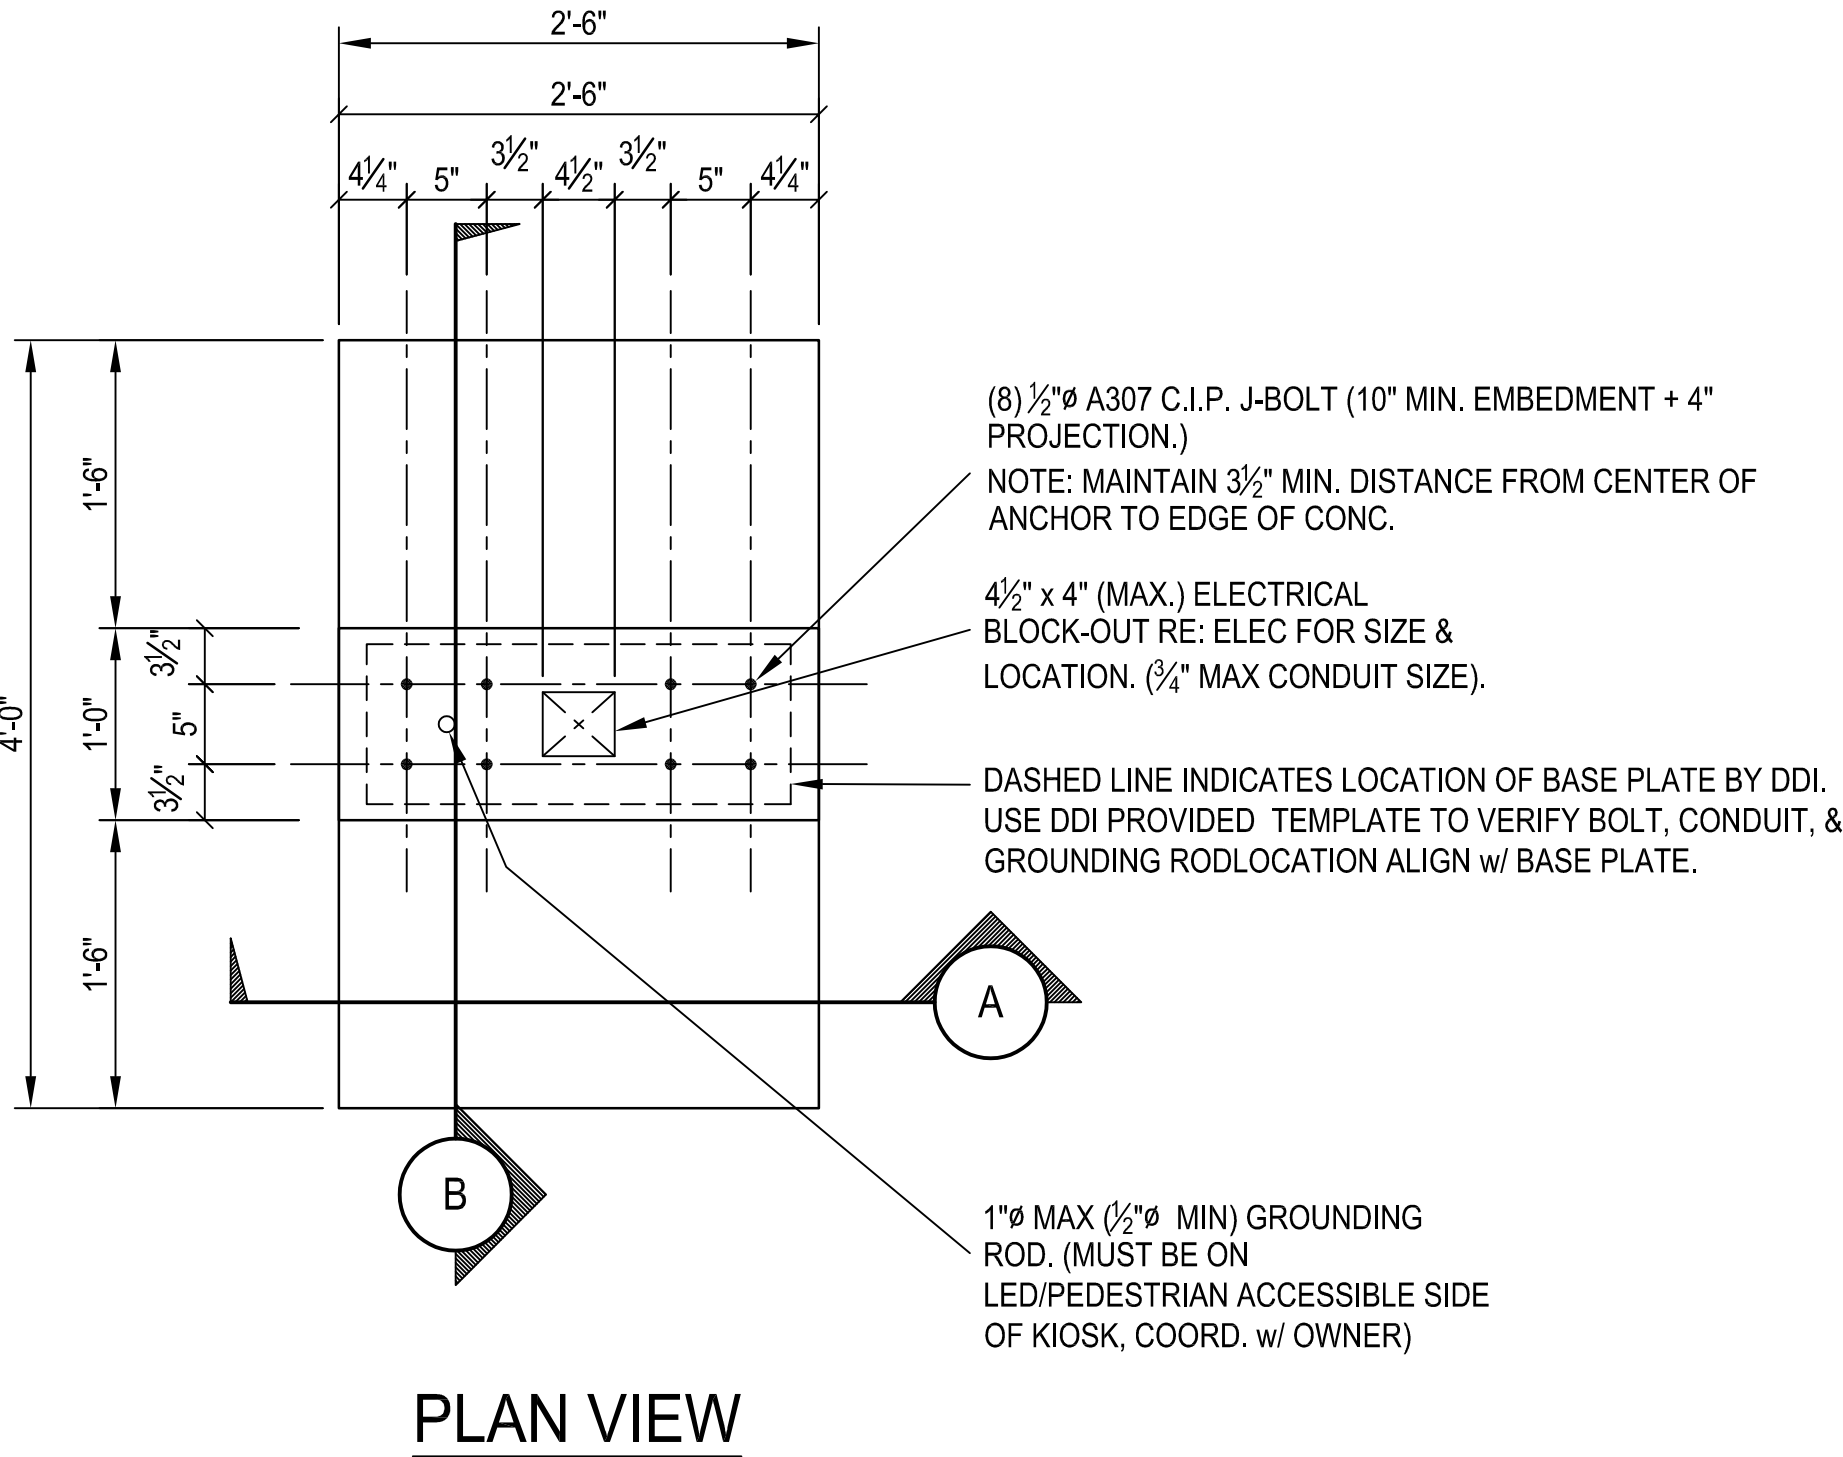 2'-6"
2'-6"
4¼" 5" 3½" 4½" 3½" 5" 4¼"
4'-0"
1'-6"
1'-0"
1'-6"
3½"
5"
3½"
(8) ½"ø A307 C.I.P. J-BOLT (10" MIN. EMBEDMENT + 4"
PROJECTION.)
NOTE: MAINTAIN 3½" MIN. DISTANCE FROM CENTER OF
ANCHOR TO EDGE OF CONC.
4½" x 4" (MAX.) ELECTRICAL
BLOCK-OUT RE: ELEC FOR SIZE &
LOCATION. (¾" MAX CONDUIT SIZE).
DASHED LINE INDICATES LOCATION OF BASE PLATE BY DDI.
USE DDI PROVIDED TEMPLATE TO VERIFY BOLT, CONDUIT, &
GROUNDING RODLOCATION ALIGN w/ BASE PLATE.
A
B
1"ø MAX (½"ø MIN) GROUNDING
ROD. (MUST BE ON
LED/PEDESTRIAN ACCESSIBLE SIDE
OF KIOSK, COORD. w/ OWNER)
PLAN VIEW